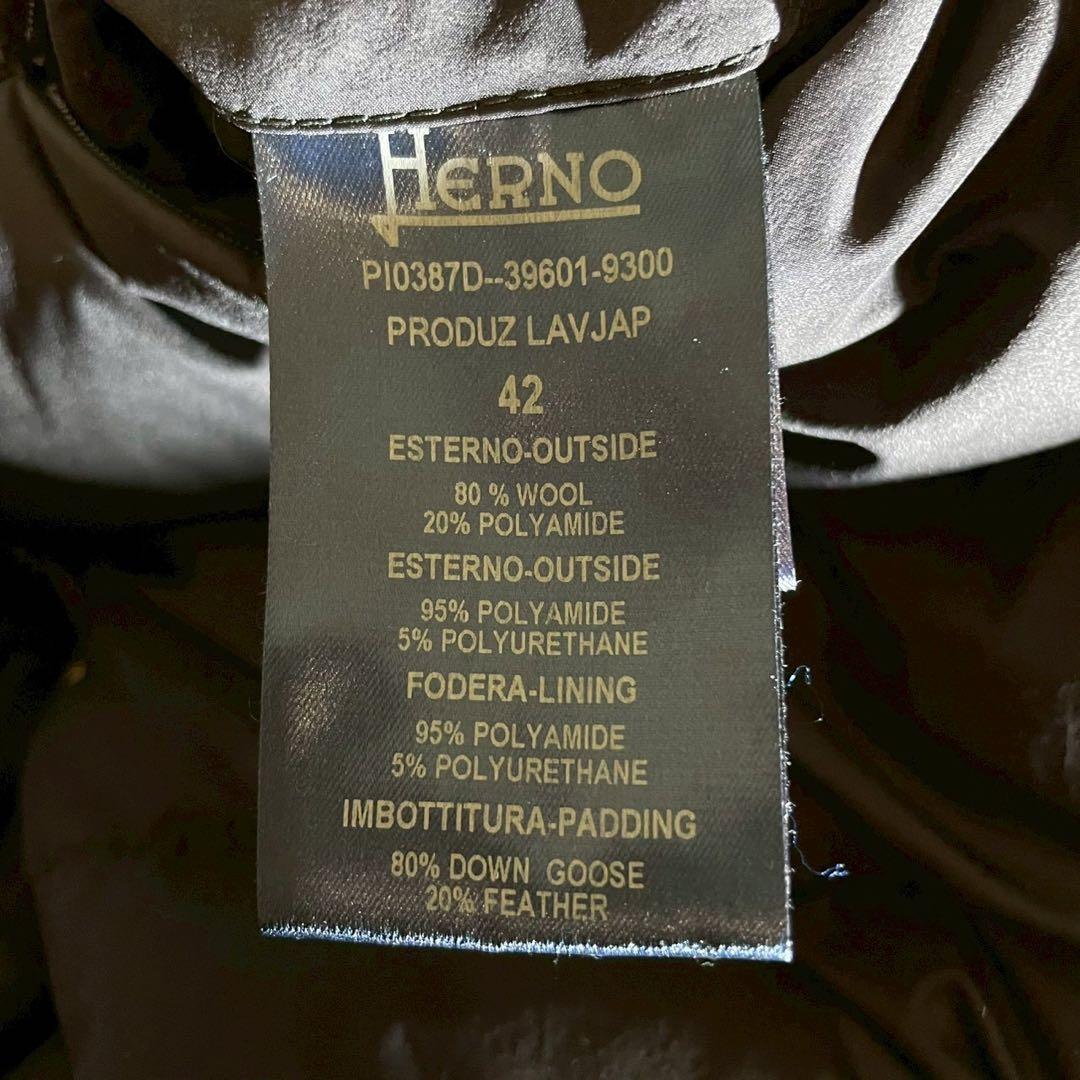 HERNO
PI0387D--39601-9300
PRODUZ LAVJAP
42
ESTERNO-OUTSIDE
80 % WOOL
20% POLYAMIDE
ESTERNO-OUTSIDE
95% POLYAMIDE
5% POLYURETHANE
FODERA-LINING
95% POLYAMIDE
5% POLYURETHANE
IMBOTTITURA-PADDING
80% DOWN GOOSE
20% FEATHER